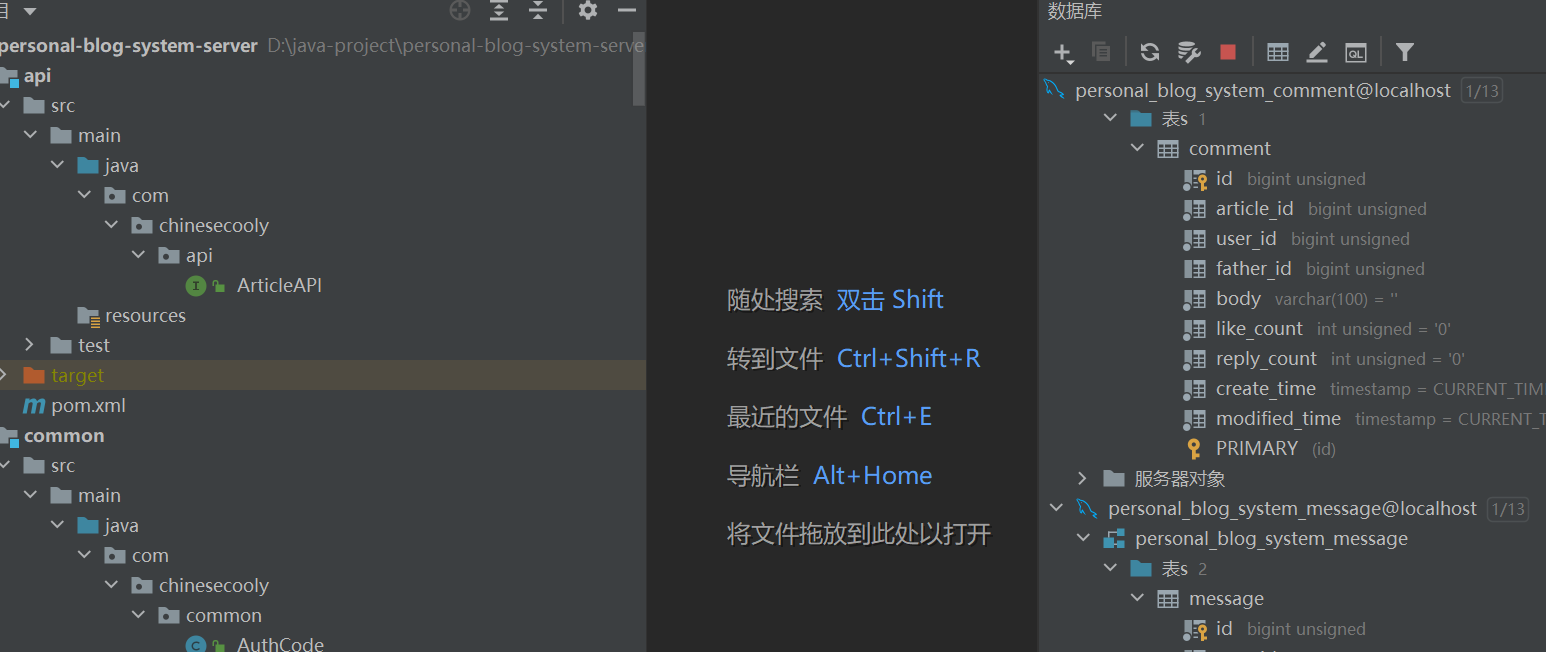 目
personal-blog-system-server D:\java-project\personal-blog-system-serve
api
src
main
java
com
chinesecooly
api
ArticleAPI
resources
test
target
pom.xml
common
src
main
java
com
chinesecooly
common
AuthCode
随处搜索 双击 Shift
转到文件 Ctrl+Shift+R
最近的文件 Ctrl+E
导航栏 Alt+Home
将文件拖放到此处以打开
数据库
QL
personal_blog_system_comment@localhost 1/13
表s 1
comment
id bigint unsigned
article_id bigint unsigned
user_id bigint unsigned
father_id bigint unsigned
body varchar(100) = ''
like_count int unsigned = '0'
reply_count int unsigned = '0'
create_time timestamp = CURRENT_TIM
modified_time timestamp = CURRENT_T
PRIMARY (id)
服务器对象
personal_blog_system_message@localhost 1/13
personal_blog_system_message
表s 2
message
id bigint unsigned